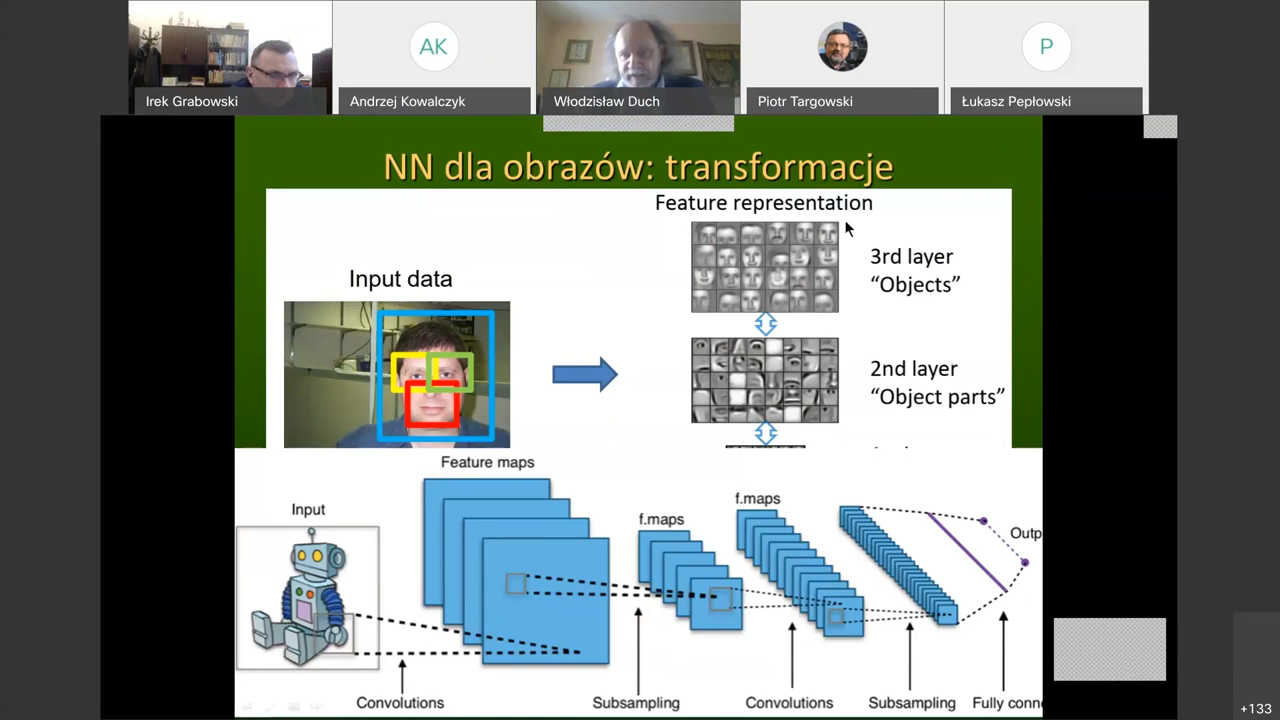 AK
P
Irek Grabowski
Andrzej Kowalczyk
Włodzisław Duch
Piotr Targowski
Łukasz Pepłowski
NN dla obrazów: transformacje
Feature representation
3rd layer
“Objects”
Input data
2nd layer
“Object parts”
Feature maps
f.maps
f.maps
Input
Outp
Convolutions
Subsampling
Convolutions
Subsampling
Fully conn
+133